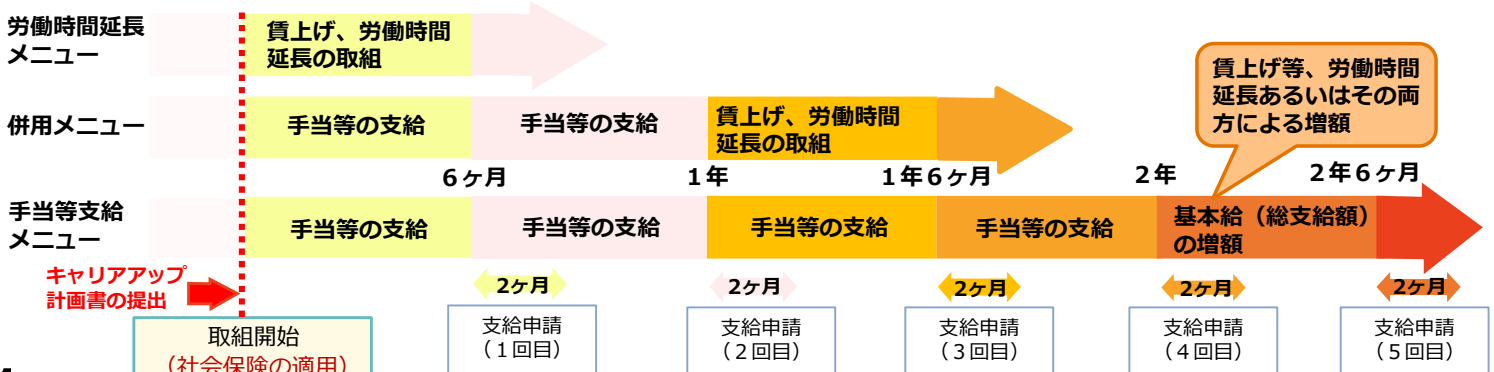 労働時間延長
メニュー
賃上げ、労働時間
延長の取組
賃上げ等、労働時間
延長あるいはその両
方による増額
併用メニュー
手当等の支給
手当等の支給
賃上げ、労働時間
延長の取組
6ヶ月
1年
1年6ヶ月
2年
2年6ヶ月
手当等支給
メニュー
手当等の支給
手当等の支給
手当等の支給
手当等の支給
基本給（総支給額）
の増額
キャリアアップ
計画書の提出
2ヶ月
2ヶ月
2ヶ月
2ヶ月
2ヶ月
取組開始
（社会保険の適用）
支給申請
（１回目）
支給申請
（２回目）
支給申請
（３回目）
支給申請
（４回目）
支給申請
（５回目）